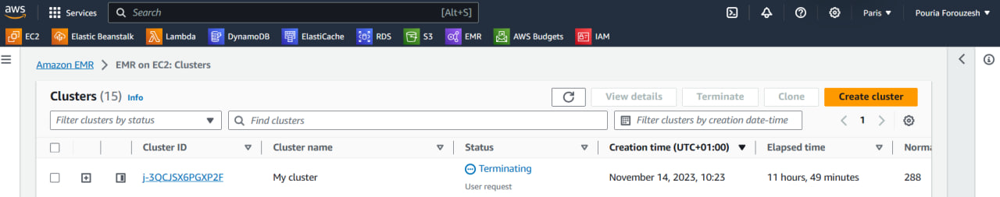 aws Services Search [Alt+S] Paris Pouria Forouzesh
EC2 Elastic Beanstalk Lambda DynamoDB ElastiCache RDS S3 EMR AWS Budgets IAM
Amazon EMR > EMR on EC2: Clusters
Clusters (15) Info View details Terminate Clone Create cluster
Filter clusters by status Find clusters Filter clusters by creation date-time 1
Cluster ID Cluster name Status Creation time (UTC+01:00) Elapsed time Norma
j-3QCJSX6PGXP2F My cluster Terminating November 14, 2023, 10:23 11 hours, 49 minutes 288
User request